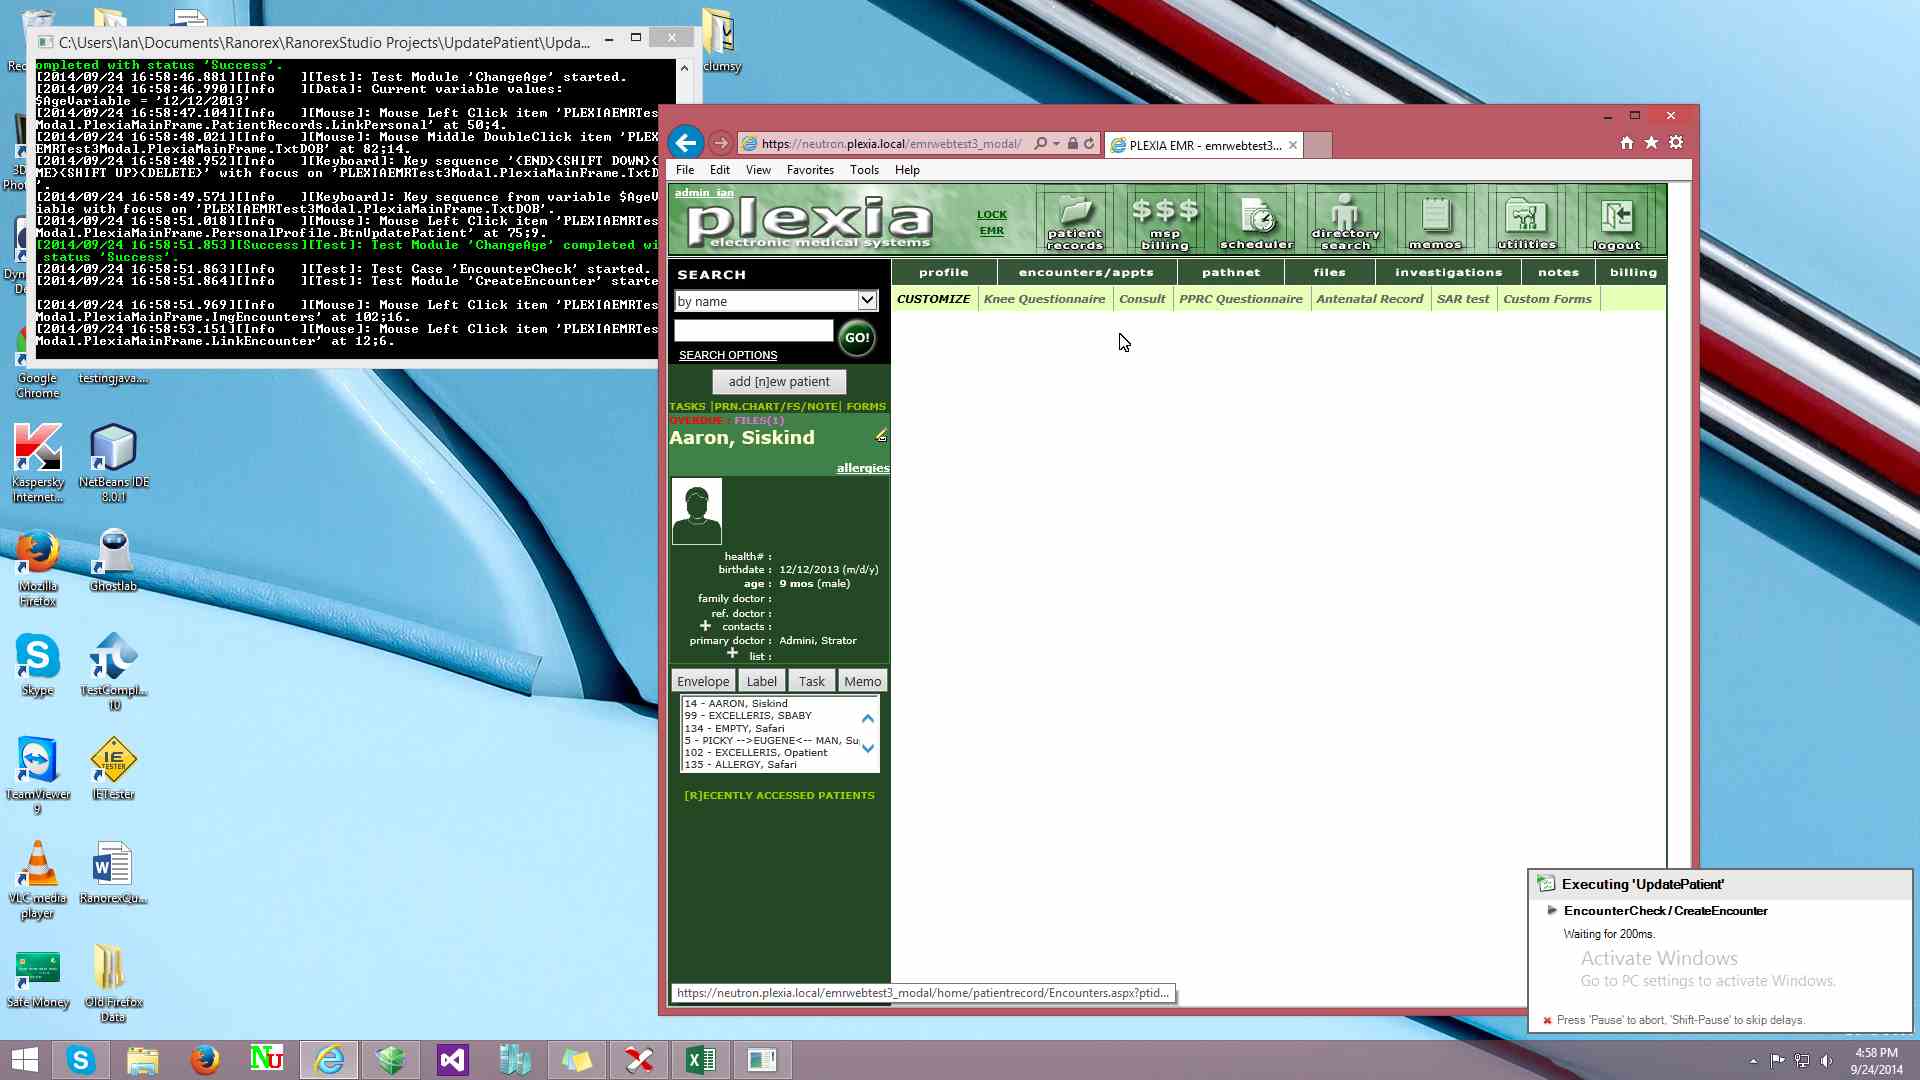 C:\Users\Ian\Documents\Ranorex\RanorexStudio Projects\UpdatePatient\Upda...
ompleted with status 'Success'.
[2014/09/24 16:58:46.881][Info   ][Test]: Test Module 'ChangeAge' started.
[2014/09/24 16:58:46.990][Info   ][Data]: Current variable values:
$AgeVariable = '12/12/2013'
[2014/09/24 16:58:47.104][Info   ][Mouse]: Mouse Left Click item 'PLEXIAEMRTes
Modal.PlexiaMainFrame.PatientRecords.LinkPersonal' at 50;4.
[2014/09/24 16:58:48.021][Info   ][Mouse]: Mouse Middle DoubleClick item 'PLEX
EMRTest3Modal.PlexiaMainFrame.TxtDOB' at 82;14.
[2014/09/24 16:58:48.952][Info   ][Keyboard]: Key sequence '<END><SHIFT DOWN><
ME><SHIFT UP><DELETE>' with focus on 'PLEXIAEMRTest3Modal.PlexiaMainFrame.TxtD
'.
[2014/09/24 16:58:49.571][Info   ][Keyboard]: Key sequence from variable $AgeV
iable with focus on 'PLEXIAEMRTest3Modal.PlexiaMainFrame.TxtDOB'.
[2014/09/24 16:58:51.018][Info   ][Mouse]: Mouse Left Click item 'PLEXIAEMRTes
Modal.PlexiaMainFrame.PersonalProfile.BtnUpdatePatient' at 75;9.
[2014/09/24 16:58:51.853][Success][Test]: Test Module 'ChangeAge' completed wi
status 'Success'.
[2014/09/24 16:58:51.863][Info   ][Test]: Test Case 'EncounterCheck' started.
[2014/09/24 16:58:51.864][Info   ][Test]: Test Module 'CreateEncounter' starte
.
[2014/09/24 16:58:51.969][Info   ][Mouse]: Mouse Left Click item 'PLEXIAEMRTes
Modal.PlexiaMainFrame.ImgEncounters' at 102;16.
[2014/09/24 16:58:53.151][Info   ][Mouse]: Mouse Left Click item 'PLEXIAEMRTes
Modal.PlexiaMainFrame.LinkEncounter' at 12;6.
clumsy
https://neutron.plexia.local/emrwebtest3_modal/
PLEXIA EMR - emrwebtest3...
File Edit View Favorites Tools Help
admin_ian
plexia
electronic medical systems
LOCK
EMR
patient records
msp billing
scheduler
directory search
memos
utilities
logout
SEARCH
profile encounters/appts pathnet files investigations notes billing
by name
CUSTOMIZE Knee Questionnaire Consult PPRC Questionnaire Antenatal Record SAR test Custom Forms
GO!
SEARCH OPTIONS
add [n]ew patient
TASKS |PRN.CHART/FS/NOTE| FORMS
OVERDUE : FILES(1)
Aaron, Siskind
allergies
health# :
birthdate : 12/12/2013 (m/d/y)
age : 9 mos (male)
family doctor :
ref. doctor :
contacts :
primary doctor : Admini, Strator
list :
Envelope Label Task Memo
14 - AARON, Siskind
99 - EXCELLERIS, SBABY
134 - EMPTY, Safari
5 - PICKY -->EUGENE<-- MAN, Su
102 - EXCELLERIS, Opatient
135 - ALLERGY, Safari
[R]ECENTLY ACCESSED PATIENTS
https://neutron.plexia.local/emrwebtest3_modal/home/patientrecord/Encounters.aspx?ptid...
Google Chrome
testingjava....
Kaspersky Internet...
NetBeans IDE 8.0.1
Mozilla Firefox
Ghostlab
Skype
TestCompl... 10
TeamViewer 9
IETester
VLC media player
RanorexQu...
Safe Money
Old Firefox Data
Executing 'UpdatePatient'
EncounterCheck / CreateEncounter
Waiting for 200ms.
Activate Windows
Go to PC settings to activate Windows.
Press 'Pause' to abort, 'Shift-Pause' to skip delays.
4:58 PM
9/24/2014